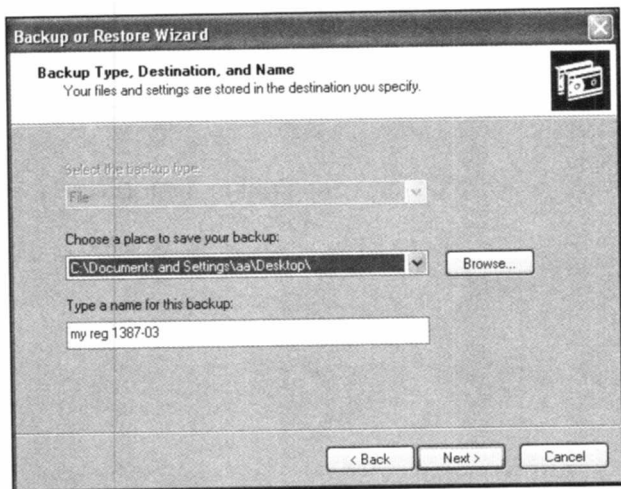 Backup or Restore Wizard
Backup Type, Destination, and Name
Your files and settings are stored in the destination you specify.
Select the backup type:
File
Choose a place to save your backup:
C:\Documents and Settings\aa\Desktop\
Browse...
Type a name for this backup:
my reg 1387-03
< Back
Next >
Cancel